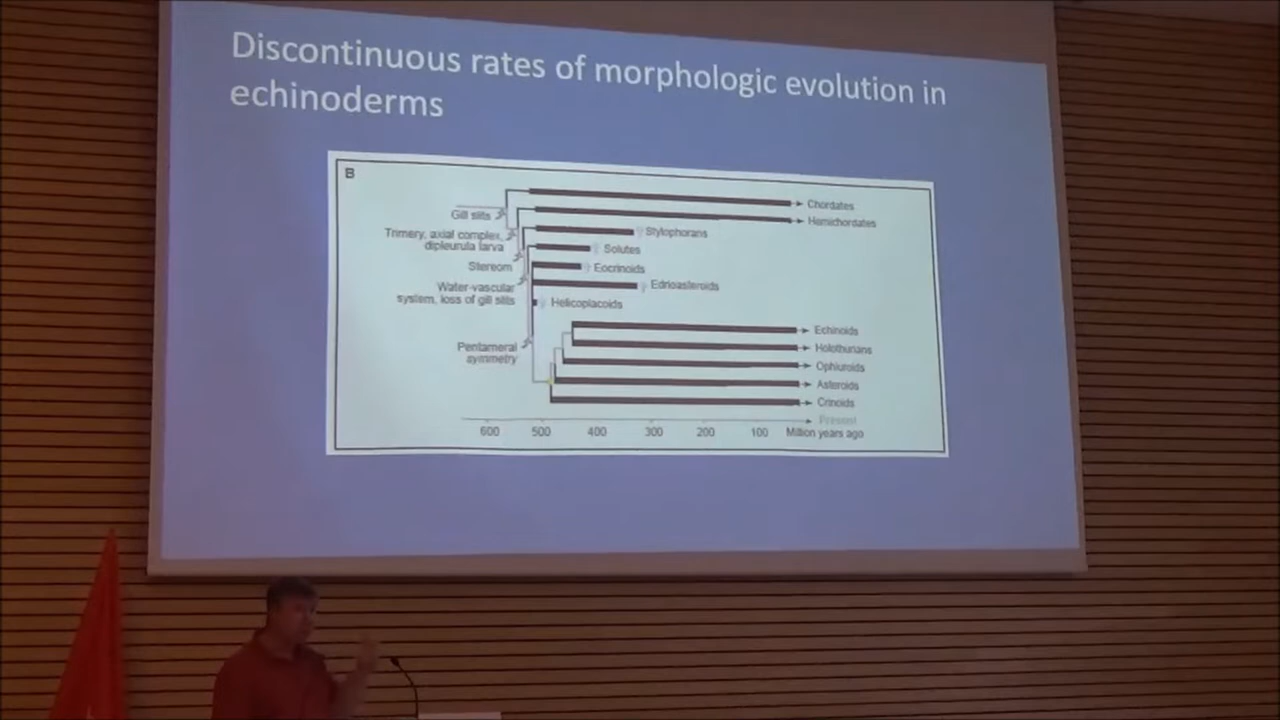 Discontinuous rates of morphologic evolution in
echinoderms
B
Chordates
Hemichordates
Gill slits
Stylophorans
Trimery, axial complex,
dipleurula larva
Solutes
Stereom
Eocrinoids
Edrioasteroids
Water-vascular
system, loss of gill slits
Helicoplacoids
Echinoids
Pentameral
symmetry
Holothurians
Ophiuroids
Asteroids
Crinoids
Present
600 500 400 300 200 100 Million years ago